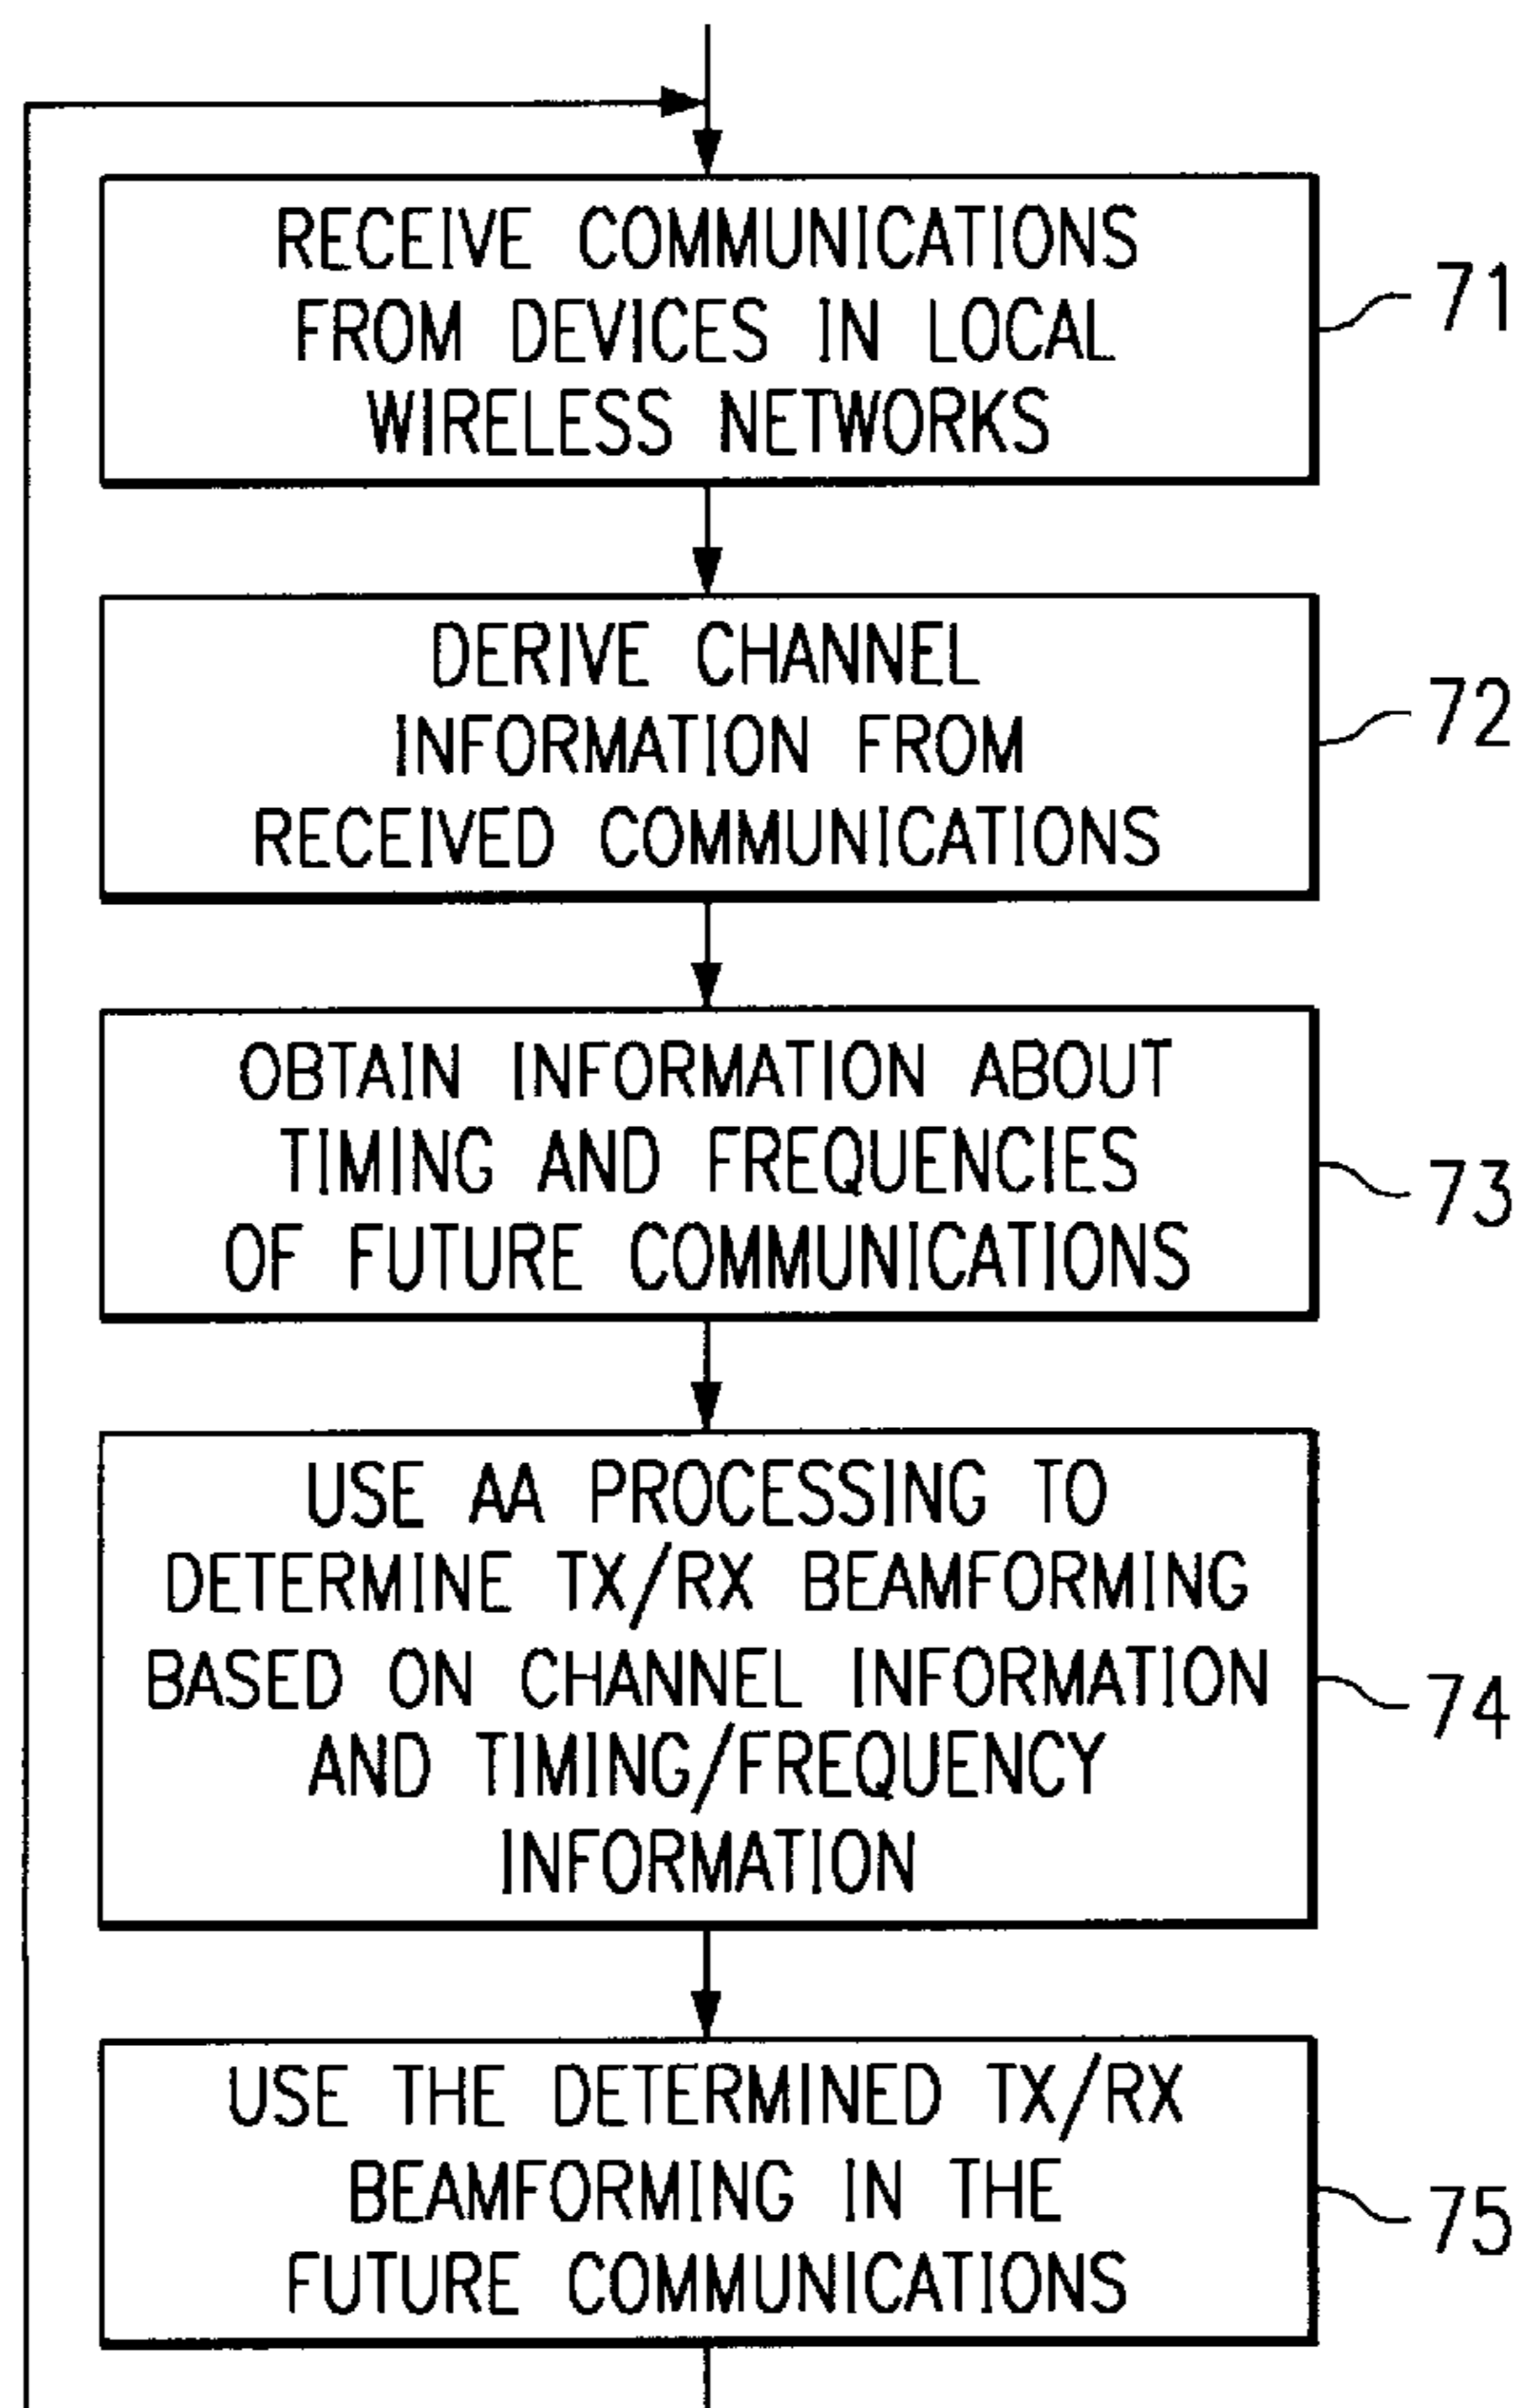 RECEIVE COMMUNICATIONS
FROM DEVICES IN LOCAL
WIRELESS NETWORKS
71
DERIVE CHANNEL
INFORMATION FROM
RECEIVED COMMUNICATIONS
72
OBTAIN INFORMATION ABOUT
TIMING AND FREQUENCIES
OF FUTURE COMMUNICATIONS
73
USE AA PROCESSING TO
DETERMINE TX/RX BEAMFORMING
BASED ON CHANNEL INFORMATION
AND TIMING/FREQUENCY
INFORMATION
74
USE THE DETERMINED TX/RX
BEAMFORMING IN THE
FUTURE COMMUNICATIONS
75